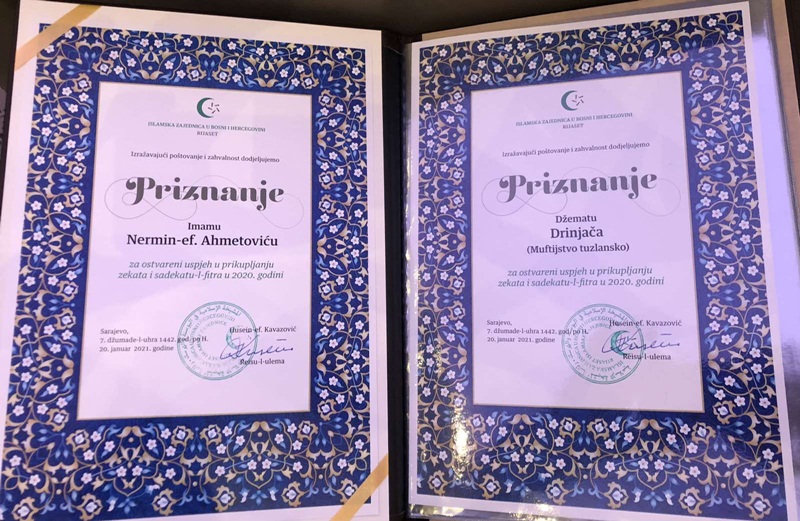 ISLAMSKA ZAJEDNICA U BOSNI I HERCEGOVINI
RIJASET
Izražavajući poštovanje i zahvalnost dodjeljujemo
Priznanje
Imamu
Nermin-ef. Ahmetoviću
za ostvareni uspjeh u prikupljanju
zekata i sadekatu-l-fitra u 2020. godini
Sarajevo,
7. džumade-l-uhra 1442. god. po H.
20. januar 2021. godine
Husein-ef. Kavazović
Reisu-l-ulema
ISLAMSKA ZAJEDNICA U BOSNI I HERCEGOVINI
RIJASET
Izražavajući poštovanje i zahvalnost dodjeljujemo
Priznanje
Džematu
Drinjača
(Muftijstvo tuzlansko)
za ostvareni uspjeh u prikupljanju
zekata i sadekatu-l-fitra u 2020. godini
Sarajevo,
7. džumade-l-uhra 1442. god. po H.
20. januar 2021. godine
Husein-ef. Kavazović
Reisu-l-ulema